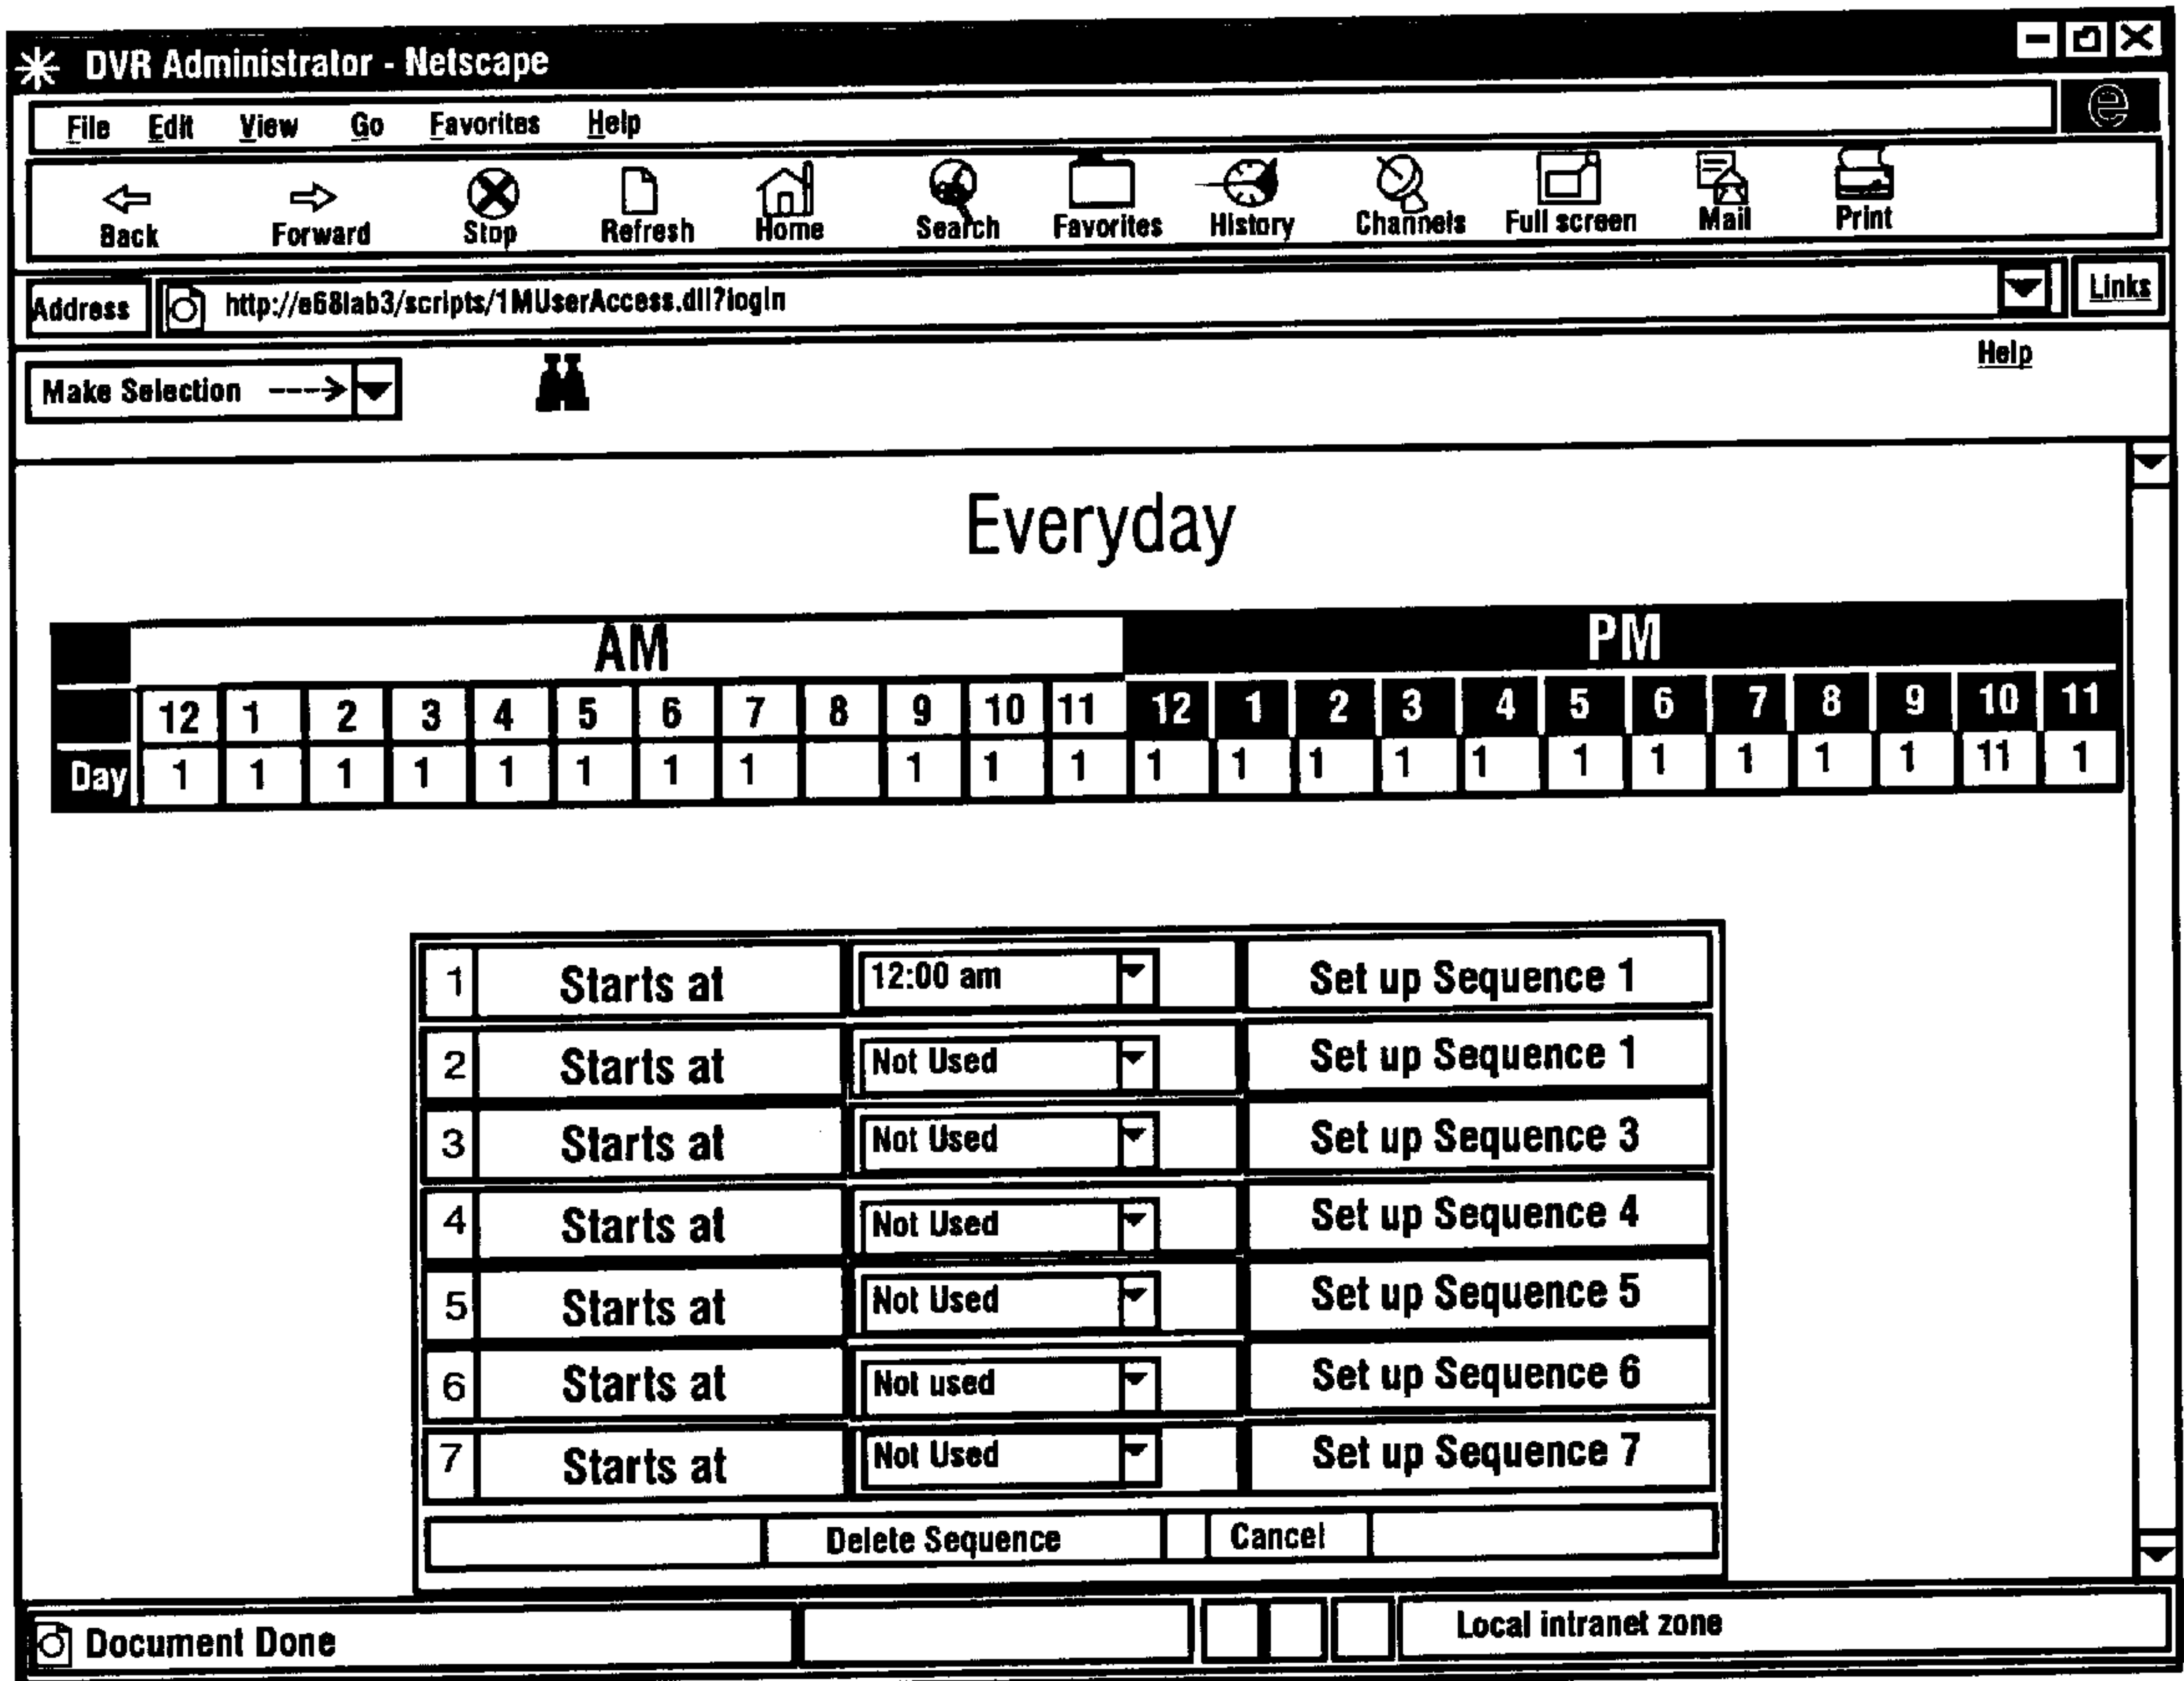 DVR Administrator - Netscape
File Edit View Go Favorites Help
Back Forward Stop Refresh Home Search Favorites History Channels Full screen Mail Print
Address http://e68lab3/scripts/1MUserAccess.dll?login Links
Make Selection ----> Help
Everyday
AM PM
12 1 2 3 4 5 6 7 8 9 10 11 12 1 2 3 4 5 6 7 8 9 10 11
Day 1 1 1 1 1 1 1 1 1 1 1 1 1 1 1 1 1 1 1 1 1 11 1
1 Starts at 12:00 am Set up Sequence 1
2 Starts at Not Used Set up Sequence 1
3 Starts at Not Used Set up Sequence 3
4 Starts at Not Used Set up Sequence 4
5 Starts at Not Used Set up Sequence 5
6 Starts at Not used Set up Sequence 6
7 Starts at Not Used Set up Sequence 7
Delete Sequence Cancel
Document Done Local intranet zone